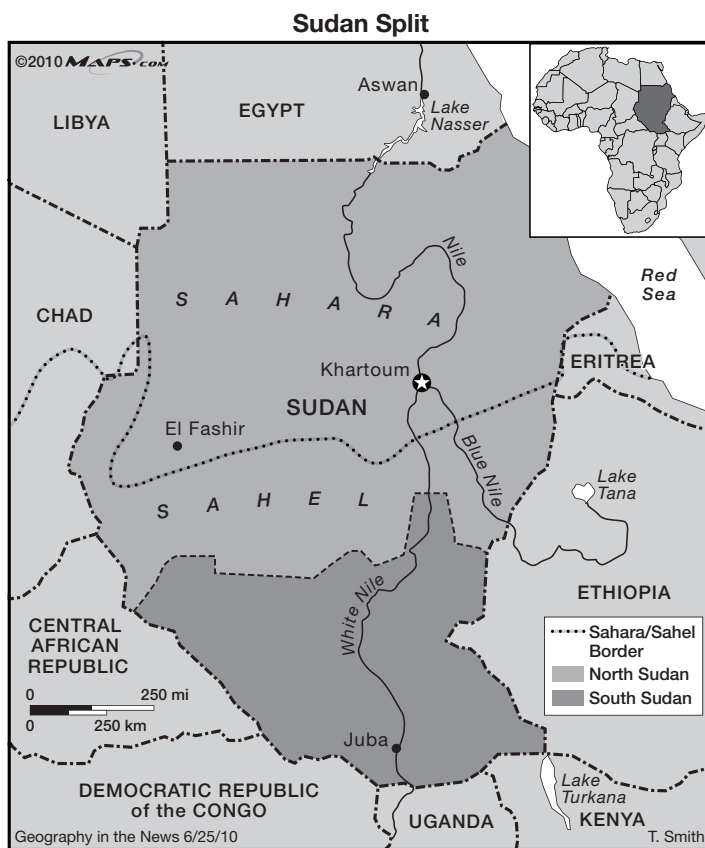 Sudan Split
©2010 MAPS.COM
Aswan
Lake
Nasser
EGYPT
LIBYA
Nile
Red
Sea
SAHARA
CHAD
Khartoum
ERITREA
SUDAN
El Fashir
Blue Nile
Lake
Tana
SAHEL
ETHIOPIA
White Nile
CENTRAL
AFRICAN
REPUBLIC
Sahara/Sahel
Border
North Sudan
South Sudan
0 250 mi
0 250 km
Juba
DEMOCRATIC REPUBLIC
of the CONGO
Lake
Turkana
UGANDA
KENYA
Geography in the News 6/25/10
T. Smith